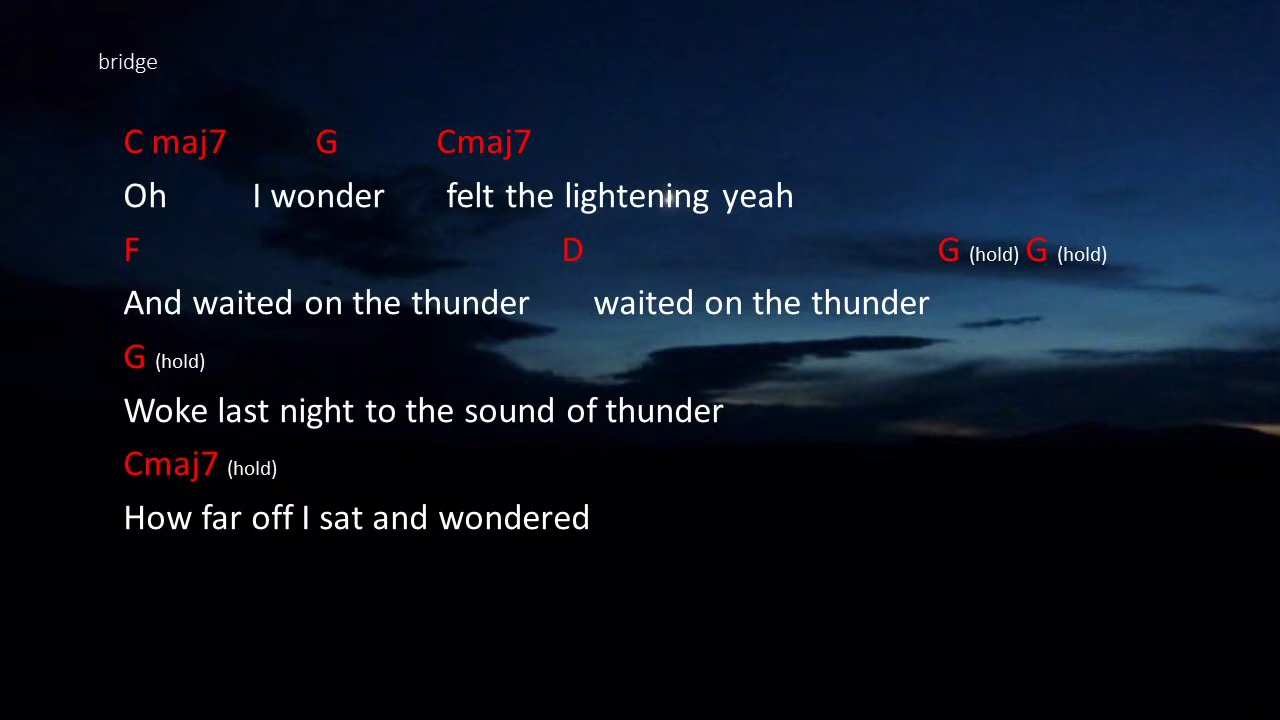 bridge
C maj7 G Cmaj7
Oh I wonder felt the lightening yeah
F D G (hold) G (hold)
And waited on the thunder waited on the thunder
G (hold)
Woke last night to the sound of thunder
Cmaj7 (hold)
How far off I sat and wondered